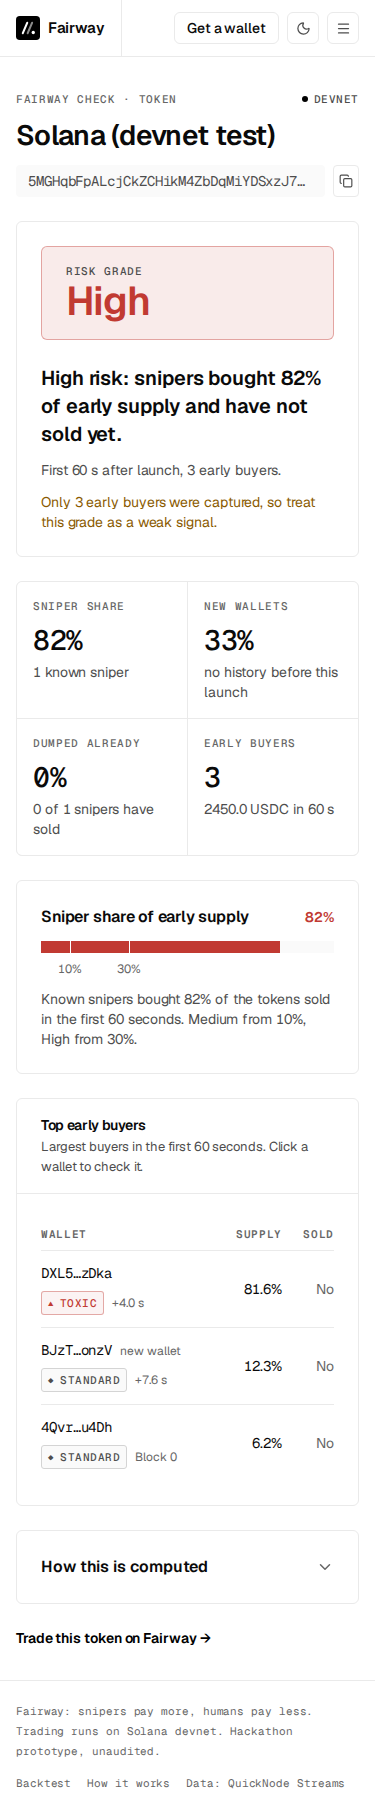 Fairway
Get a wallet
FAIRWAY CHECK · TOKEN
DEVNET
Solana (devnet test)
5MGHqbFpALcjCkZCHikM4ZbDqMiYDSxzJ7…
RISK GRADE
High
High risk: snipers bought 82%
of early supply and have not
sold yet.
First 60 s after launch, 3 early buyers.
Only 3 early buyers were captured, so treat
this grade as a weak signal.
SNIPER SHARE
82%
1 known sniper
NEW WALLETS
33%
no history before this
launch
DUMPED ALREADY
0%
0 of 1 snipers have
sold
EARLY BUYERS
3
2450.0 USDC in 60 s
Sniper share of early supply
82%
10%
30%
Known snipers bought 82% of the tokens sold
in the first 60 seconds. Medium from 10%,
High from 30%.
Top early buyers
Largest buyers in the first 60 seconds. Click a
wallet to check it.
WALLET SUPPLY SOLD
DXL5…zDka
▲ TOXIC +4.0 s
81.6% No
BJzT…onzV new wallet
◆ STANDARD +7.6 s
12.3% No
4Qvr…u4Dh
◆ STANDARD Block 0
6.2% No
How this is computed
Trade this token on Fairway →
Fairway: snipers pay more, humans pay less.
Trading runs on Solana devnet. Hackathon
prototype, unaudited.
Backtest How it works Data: QuickNode Streams